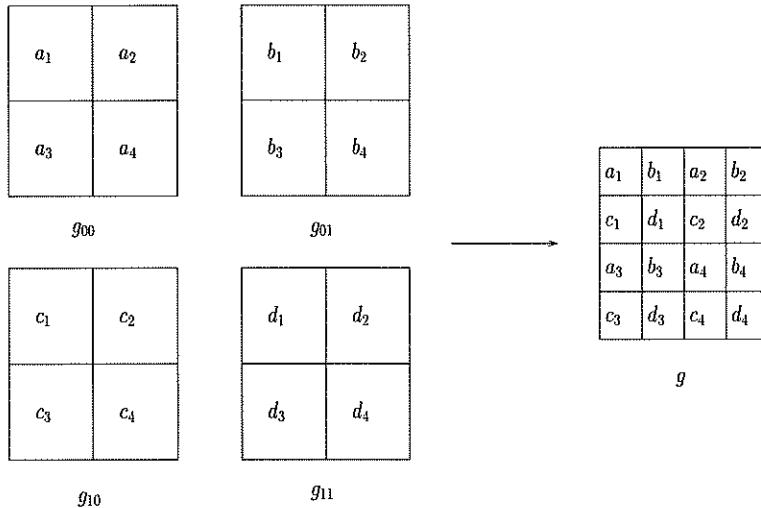 a₁ a₂ b₁ b₂
a₃ a₄ b₃ b₄
g₀₀ g₀₁
c₁ c₂ d₁ d₂
c₃ c₄ d₃ d₄
g₁₀ g₁₁
a₁ b₁ a₂ b₂
c₁ d₁ c₂ d₂
a₃ b₃ a₄ b₄
c₃ d₃ c₄ d₄
g